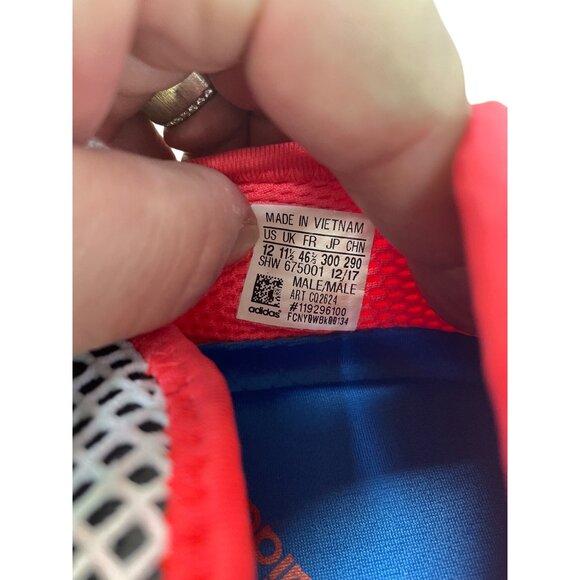 MADE IN VIETNAM
US UK FR JP CHN
12 11½ 46⅔ 300 290
SHW 675001 12/17
MALE/MALE
ART CQ2624
#119296100
adidas® FCNY0WBK00134